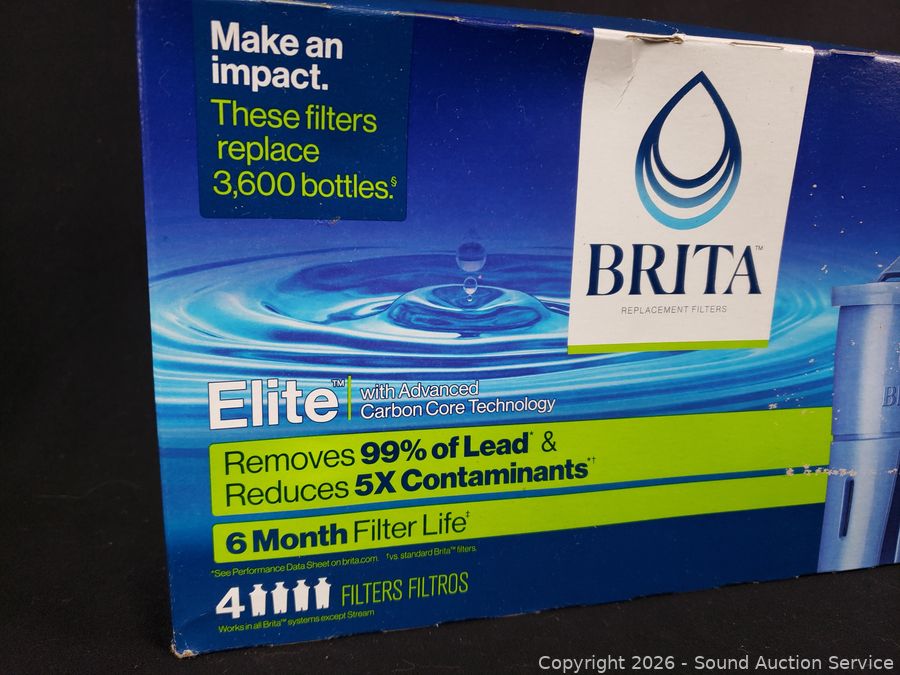 Make an
impact.
These filters
replace
3,600 bottles.§
BRITA™
REPLACEMENT FILTERS
Elite™ with Advanced
Carbon Core Technology
Removes 99% of Lead* &
Reduces 5X Contaminants*†
6 Month Filter Life‡
*See Performance Data Sheet on brita.com. †vs. standard Brita™ filters.
4 FILTERS FILTROS
Works in all Brita™ systems except Stream
Copyright 2026 - Sound Auction Service